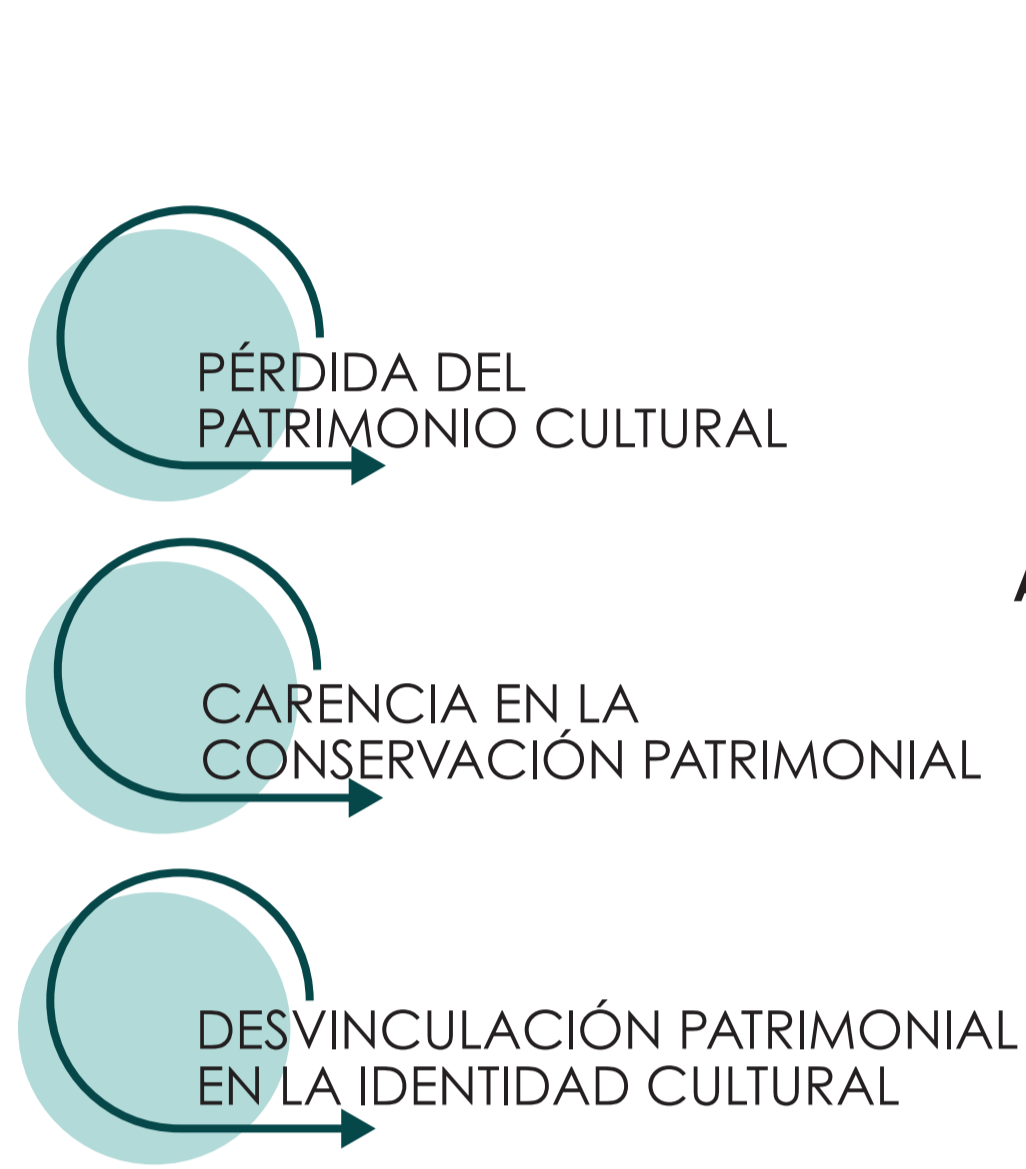 PÉRDIDA DEL
PATRIMONIO CULTURAL
CARENCIA EN LA
CONSERVACIÓN PATRIMONIAL
DESVINCULACIÓN PATRIMONIAL
EN LA IDENTIDAD CULTURAL